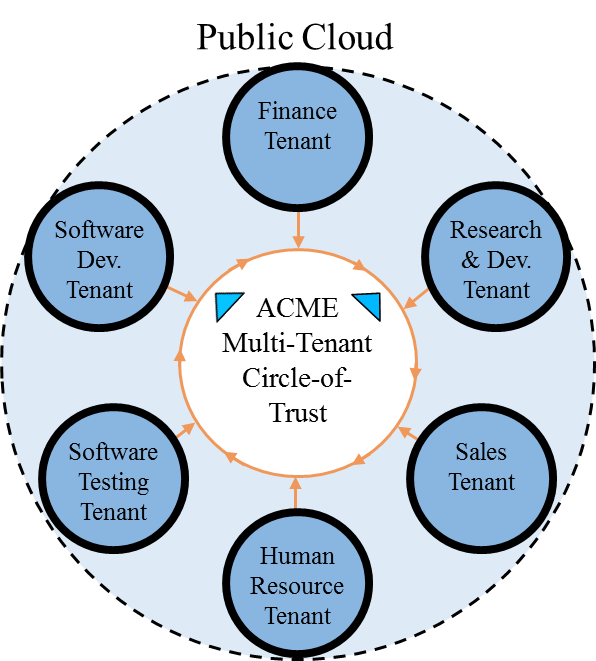 Public Cloud
Finance
Tenant
Software
Dev.
Tenant
Research
& Dev.
Tenant
ACME
Multi-Tenant
Circle-of-
Trust
Software
Testing
Tenant
Sales
Tenant
Human
Resource
Tenant